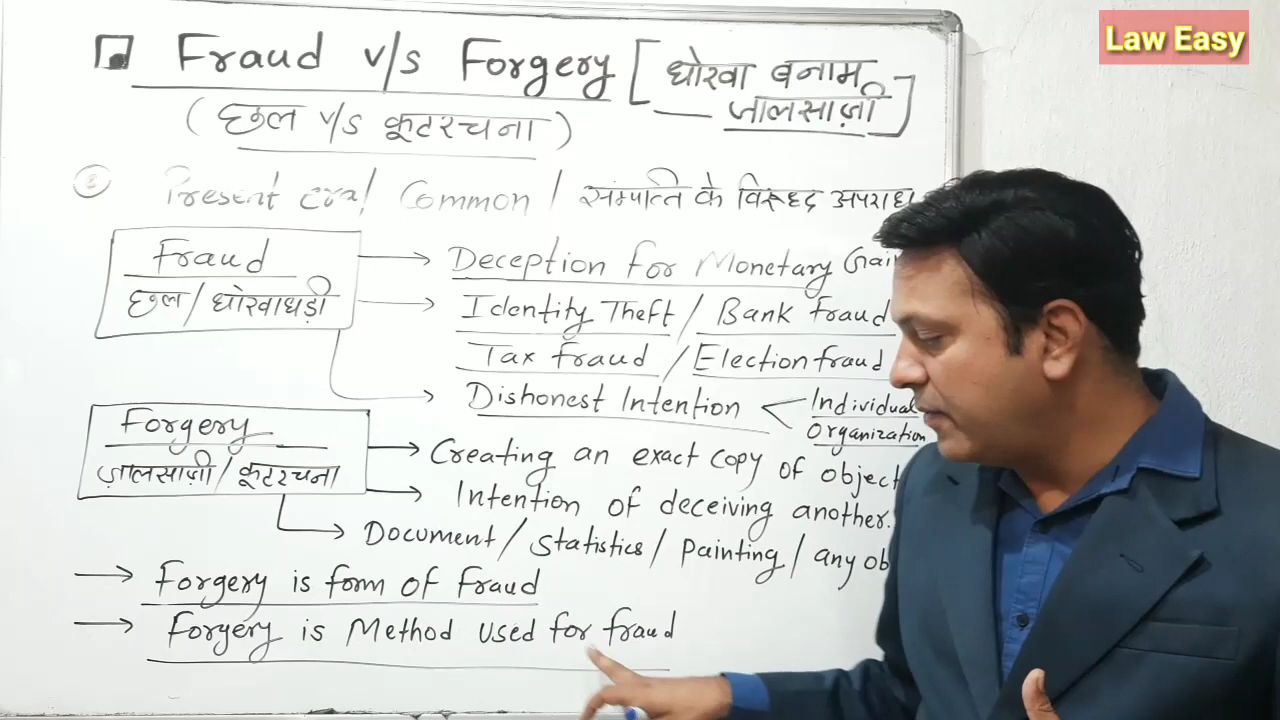 Law Easy
Fraud v/s Forgery [ धोखा बनाम
जालसाज़ी ]
( छल v/s कूटरचना )
Present era / Common / संम्पत्ति के विरूध्द अपराध
Fraud
छल / धोखाधड़ी
Deception for Monetary Gain
Identity Theft / Bank fraud
Tax fraud / Election fraud
Dishonest Intention < Individual
Organization
Forgery
जालसाज़ी / कूटरचना
Creating an exact copy of object
Intention of deceiving another.
Document / Statistics / Painting / any ob
→ Forgery is form of fraud
→ Forgery is Method used for fraud